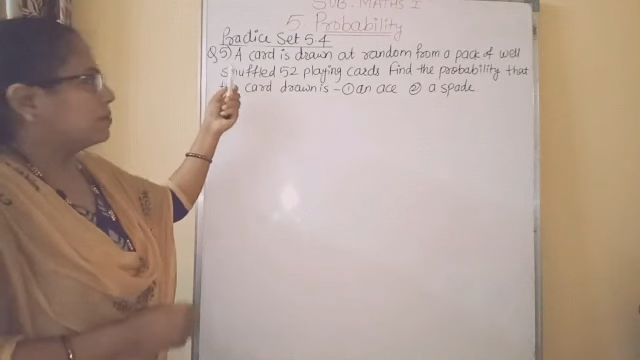 SUB: MATHS I
5. Probability
Practice Set 5.4
Q 5) A card is drawn at random from a pack of well
shuffled 52 playing cards find the probability that
the card drawn is - ① an ace ② a spade